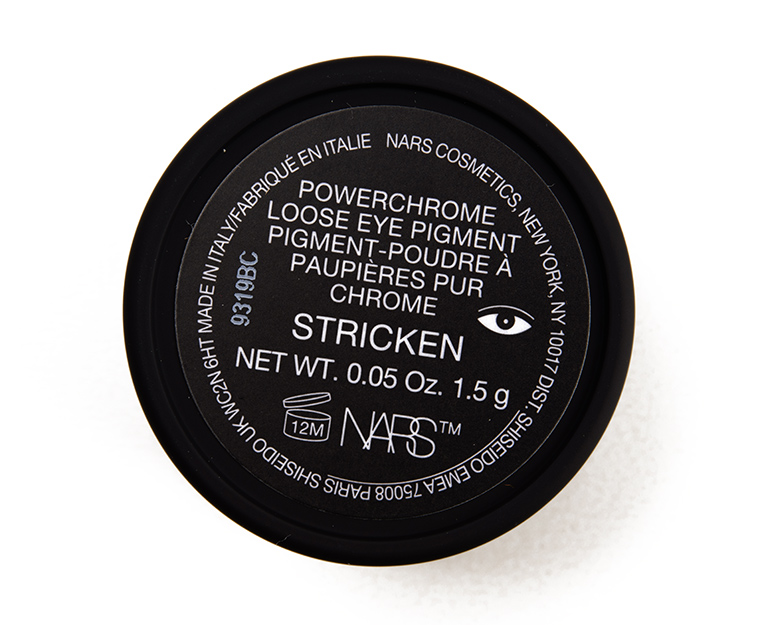 POWERCHROME
LOOSE EYE PIGMENT
PIGMENT-POUDRE À
PAUPIÈRES PUR
CHROME
STRICKEN
NET WT. 0.05 Oz. 1.5 g
12M
NARS™
9319BC
NARS COSMETICS, NEW YORK, NY 10017 DIST. SHISEIDO EMEA 75008 PARIS SHISEIDO UK WC2N 6HT MADE IN ITALY/FABRIQUÉ EN ITALIE